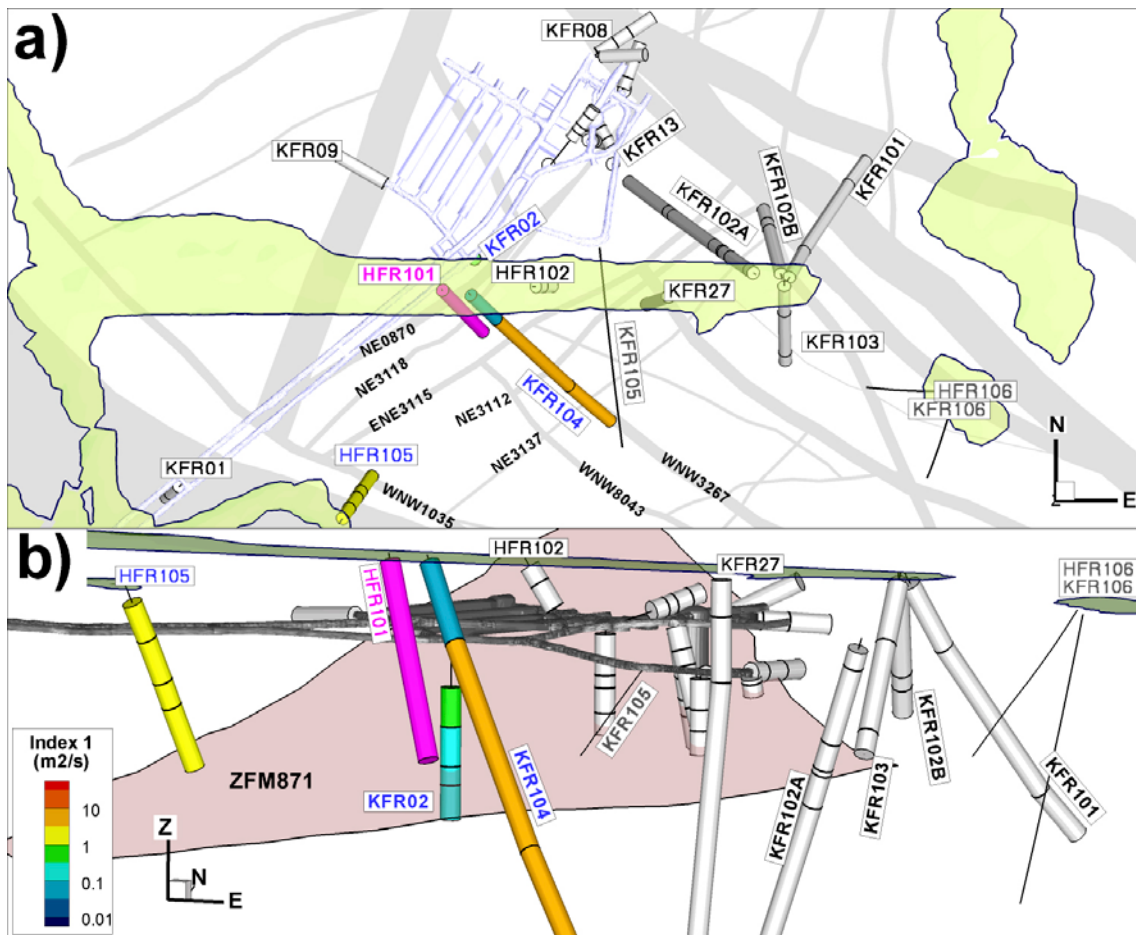 a)
KFR08
KFR13
KFR09
KFR101
KFR102B
KFR102A
KFR02
HFR101
HFR102
KFR27
KFR103
KFR105
NE0870
NE3118
ENE3115
NE3112
KFR104
HFR106
KFR106
NE3137
WNW3267
WNW8043
HFR105
KFR01
WNW1035
N
E
z
b)
HFR102
KFR27
HFR105
HFR106
KFR106
HFR101
KFR105
KFR102B
KFR103
KFR101
KFR102A
KFR104
KFR02
ZFM871
Index 1
(m2/s)
10
1
0.1
0.01
Z
N
E